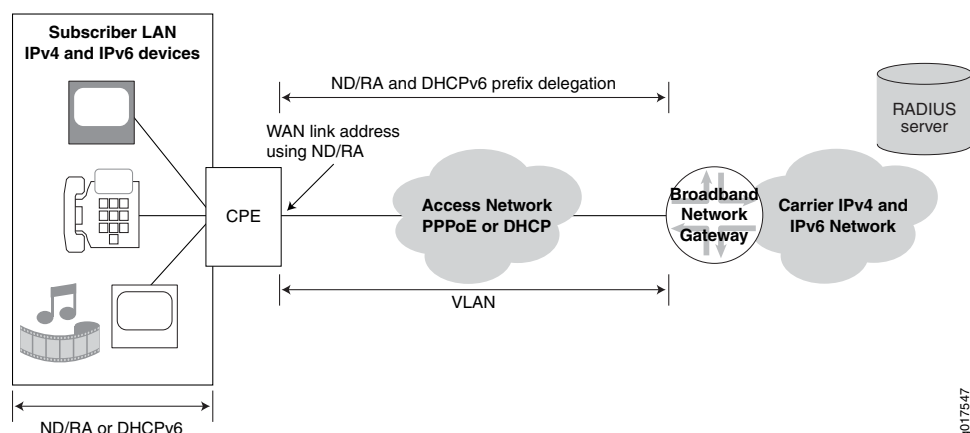 Subscriber LAN
IPv4 and IPv6 devices
ND/RA and DHCPv6 prefix delegation
RADIUS
server
WAN link address
using ND/RA
CPE
Access Network
PPPoE or DHCP
Broadband
Network
Gateway
Carrier IPv4 and
IPv6 Network
VLAN
ND/RA or DHCPv6
g017547